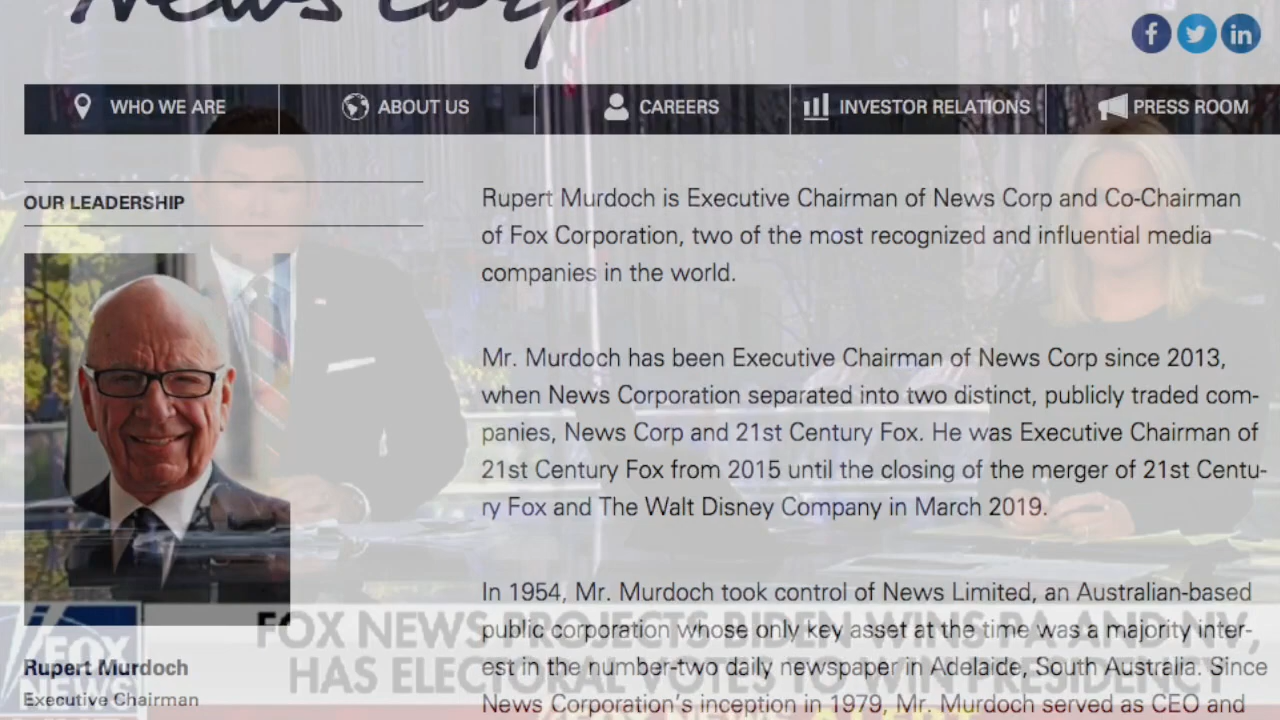 News Corp
WHO WE ARE
ABOUT US
CAREERS
INVESTOR RELATIONS
PRESS ROOM
OUR LEADERSHIP
Rupert Murdoch
Executive Chairman
Rupert Murdoch is Executive Chairman of News Corp and Co-Chairman
of Fox Corporation, two of the most recognized and influential media
companies in the world.
Mr. Murdoch has been Executive Chairman of News Corp since 2013,
when News Corporation separated into two distinct, publicly traded com-
panies, News Corp and 21st Century Fox. He was Executive Chairman of
21st Century Fox from 2015 until the closing of the merger of 21st Centu-
ry Fox and The Walt Disney Company in March 2019.
In 1954, Mr. Murdoch took control of News Limited, an Australian-based
public corporation whose only key asset at the time was a majority inter-
est in the number-two daily newspaper in Adelaide, South Australia. Since
News Corporation's inception in 1979, Mr. Murdoch served as CEO and
FOX
NEWS
FOX NEWS PROJECTS BIDEN WINS PA AND NV,
HAS ELECTORAL VOTES TO WIN PRESIDENCY
FOX NEWS ALERT